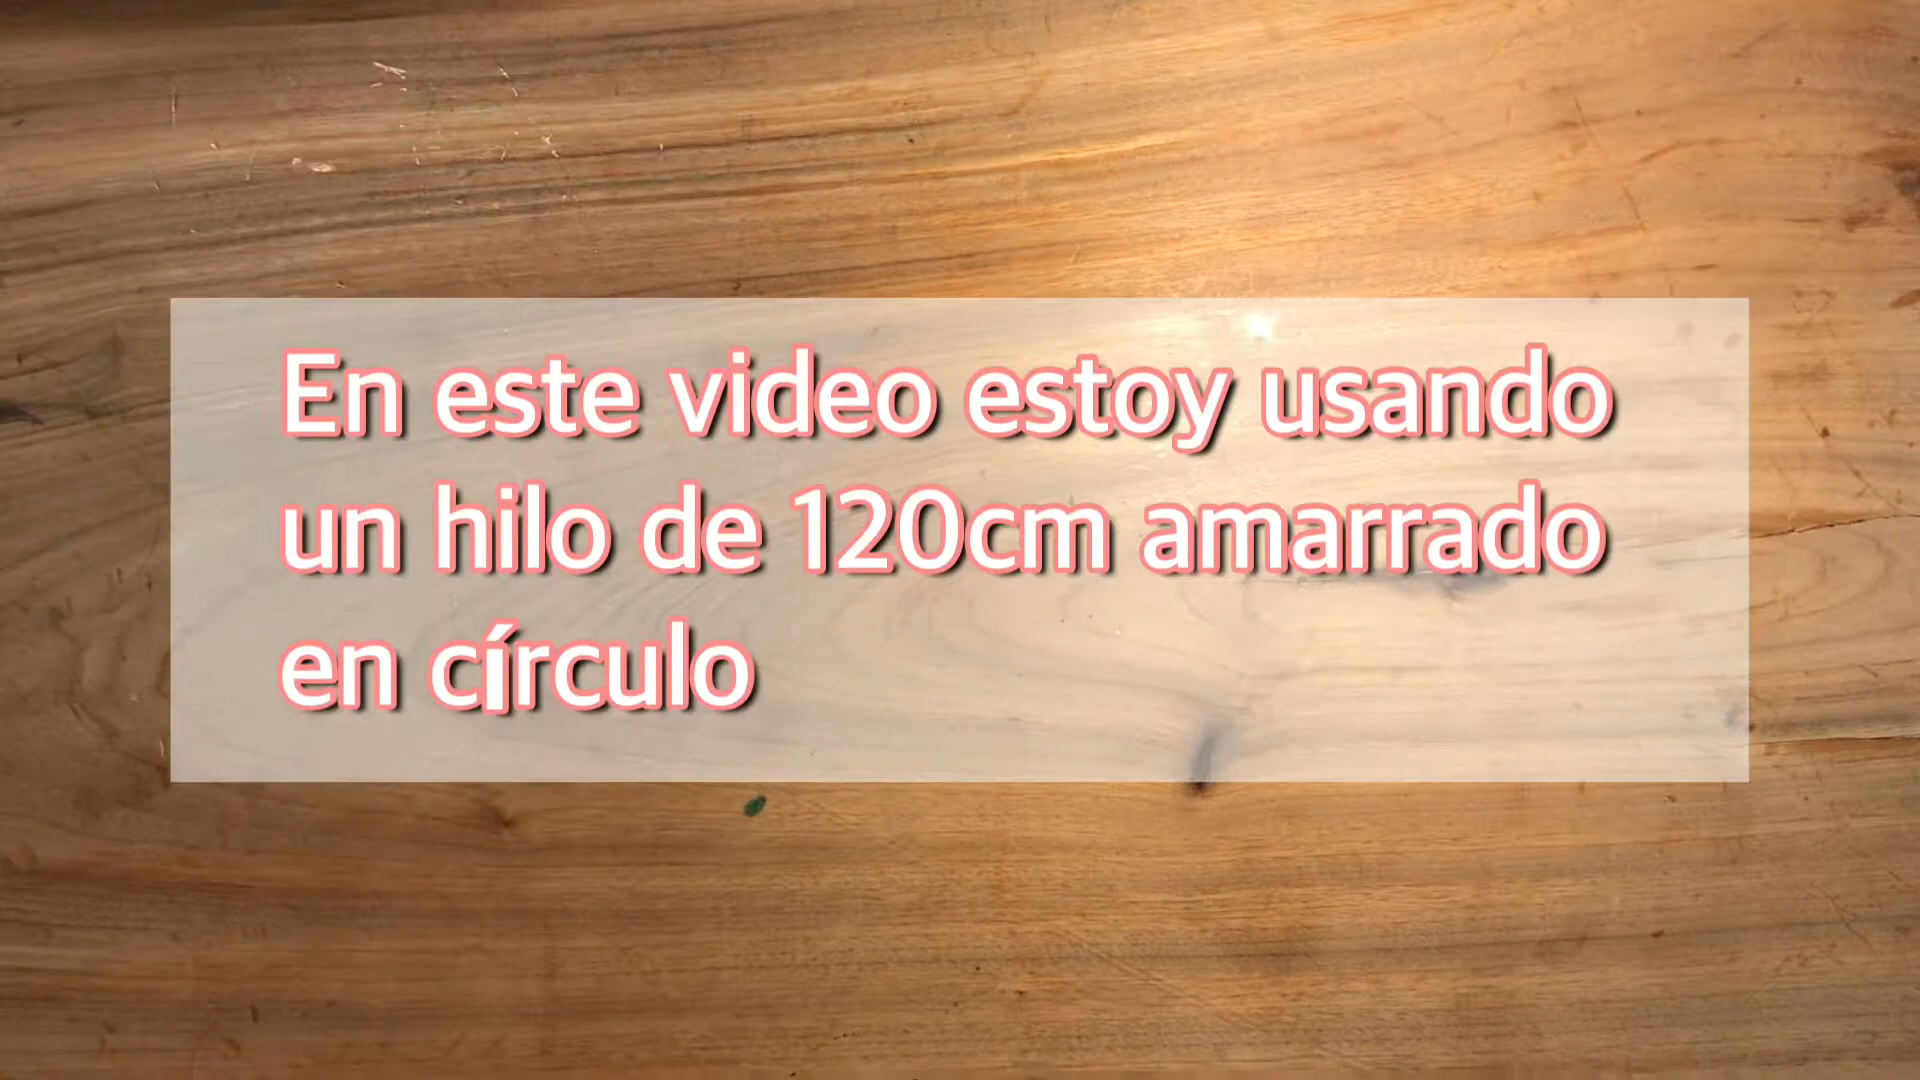 En este video estoy usando
un hilo de 120cm amarrado
en círculo